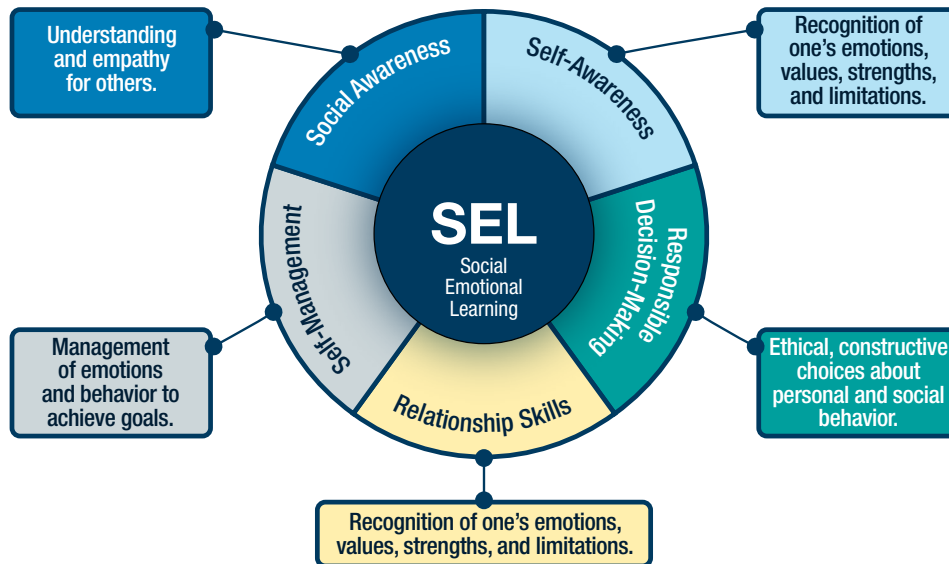 Understanding
and empathy
for others.
Social Awareness
Self-Awareness
Recognition of
one's emotions,
values, strengths,
and limitations.
SEL
Social
Emotional
Learning
Self-Management
Responsible
Decision-Making
Relationship Skills
Management
of emotions
and behavior to
achieve goals.
Ethical, constructive
choices about
personal and social
behavior.
Recognition of one's emotions,
values, strengths, and limitations.